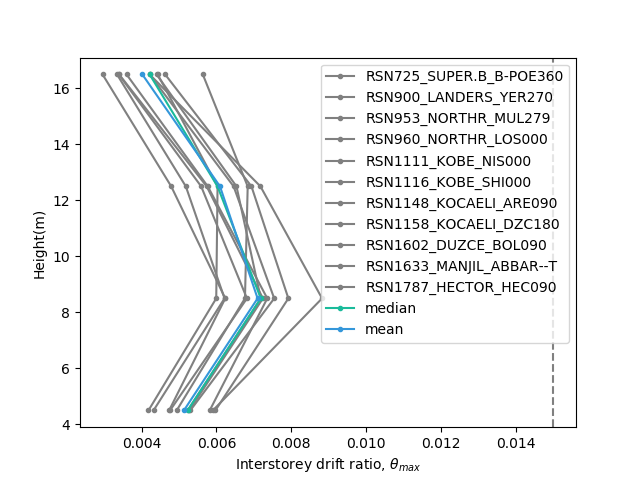 16
14
12
10
8
6
4
Height(m)
RSN725_SUPER.B_B-POE360
RSN900_LANDERS_YER270
RSN953_NORTHR_MUL279
RSN960_NORTHR_LOS000
RSN1111_KOBE_NIS000
RSN1116_KOBE_SHI000
RSN1148_KOCAELI_ARE090
RSN1158_KOCAELI_DZC180
RSN1602_DUZCE_BOL090
RSN1633_MANJIL_ABBAR--T
RSN1787_HECTOR_HEC090
median
mean
0.004 0.006 0.008 0.010 0.012 0.014
Interstorey drift ratio, θmax